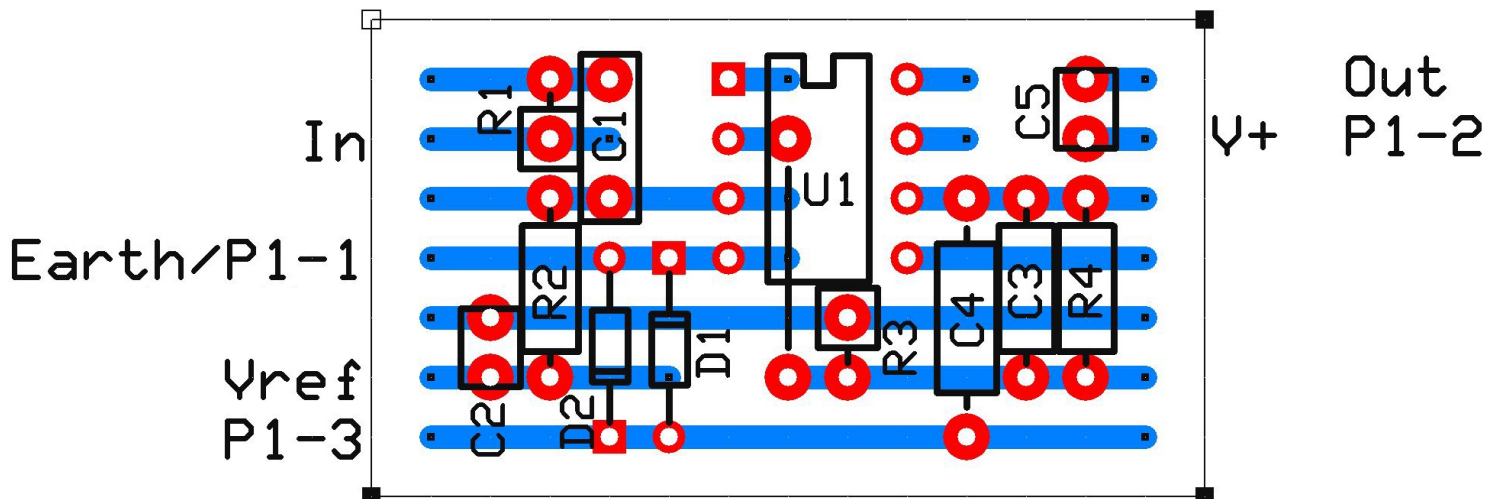 Out
In
V+
P1-2
Earth/P1-1
Vref
P1-3
R1
C1
U1
C5
R2
C2
D2
D1
R3
C4
C3
R4